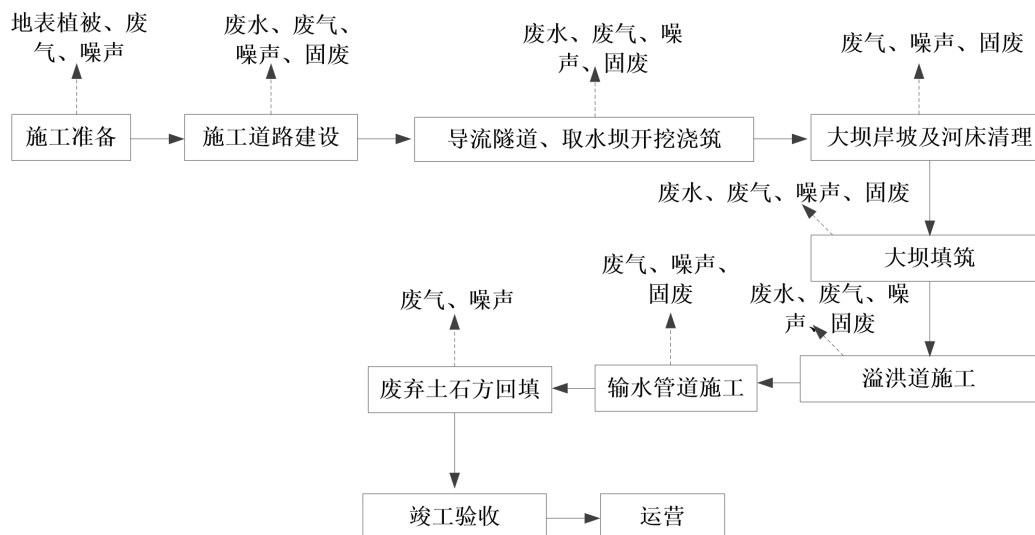 地表植被、废
气、噪声
废水、废气、
噪声、固废
废水、废气、噪
声、固废
废气、噪声、固废
施工准备
施工道路建设
导流隧道、取水坝开挖浇筑
大坝岸坡及河床清理
废水、废气、噪声、固废
大坝填筑
废气、噪声、
固废
废水、废气、噪
声、固废
废气、噪声
废弃土石方回填
输水管道施工
溢洪道施工
竣工验收
运营